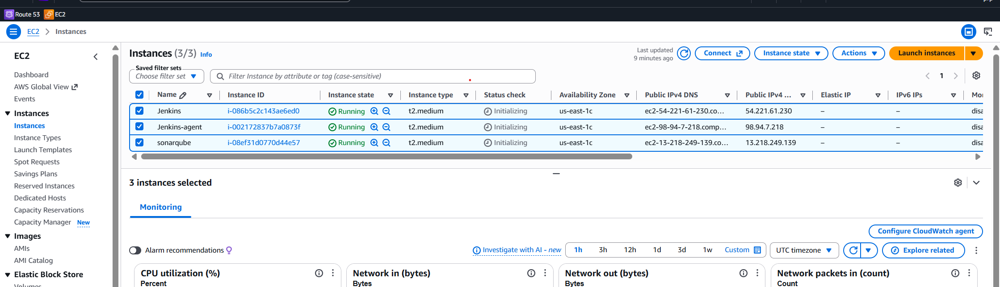 Route 53 EC2
EC2 > Instances
EC2
Dashboard
AWS Global View
Events
Instances
Instances
Instance Types
Launch Templates
Spot Requests
Savings Plans
Reserved Instances
Dedicated Hosts
Capacity Reservations
Capacity Manager New
Images
AMIs
AMI Catalog
Elastic Block Store
Volumes
Instances (3/3) Info
Last updated
9 minutes ago
Connect Instance state Actions Launch instances
Saved filter sets
Choose filter set Filter Instance by attribute or tag (case-sensitive) 1
Name Instance ID Instance state Instance type Status check Availability Zone Public IPv4 DNS Public IPv4 ... Elastic IP IPv6 IPs
Jenkins i-086b5c2c143ae6ed0 Running t2.medium Initializing us-east-1c ec2-54-221-61-230.co... 54.221.61.230 – – disa
Jenkins-agent i-002172837b7a0873f Running t2.medium Initializing us-east-1c ec2-98-94-7-218.comp... 98.94.7.218 – – disa
sonarqube i-08ef31d0770d44e57 Running t2.medium Initializing us-east-1c ec2-13-218-249-139.co... 13.218.249.139 – – disa
3 instances selected
Monitoring
Configure CloudWatch agent
Alarm recommendations Investigate with AI - new 1h 3h 12h 1d 3d 1w Custom UTC timezone Explore related
CPU utilization (%) Network in (bytes) Network out (bytes) Network packets in (count)
Percent Bytes Bytes Count